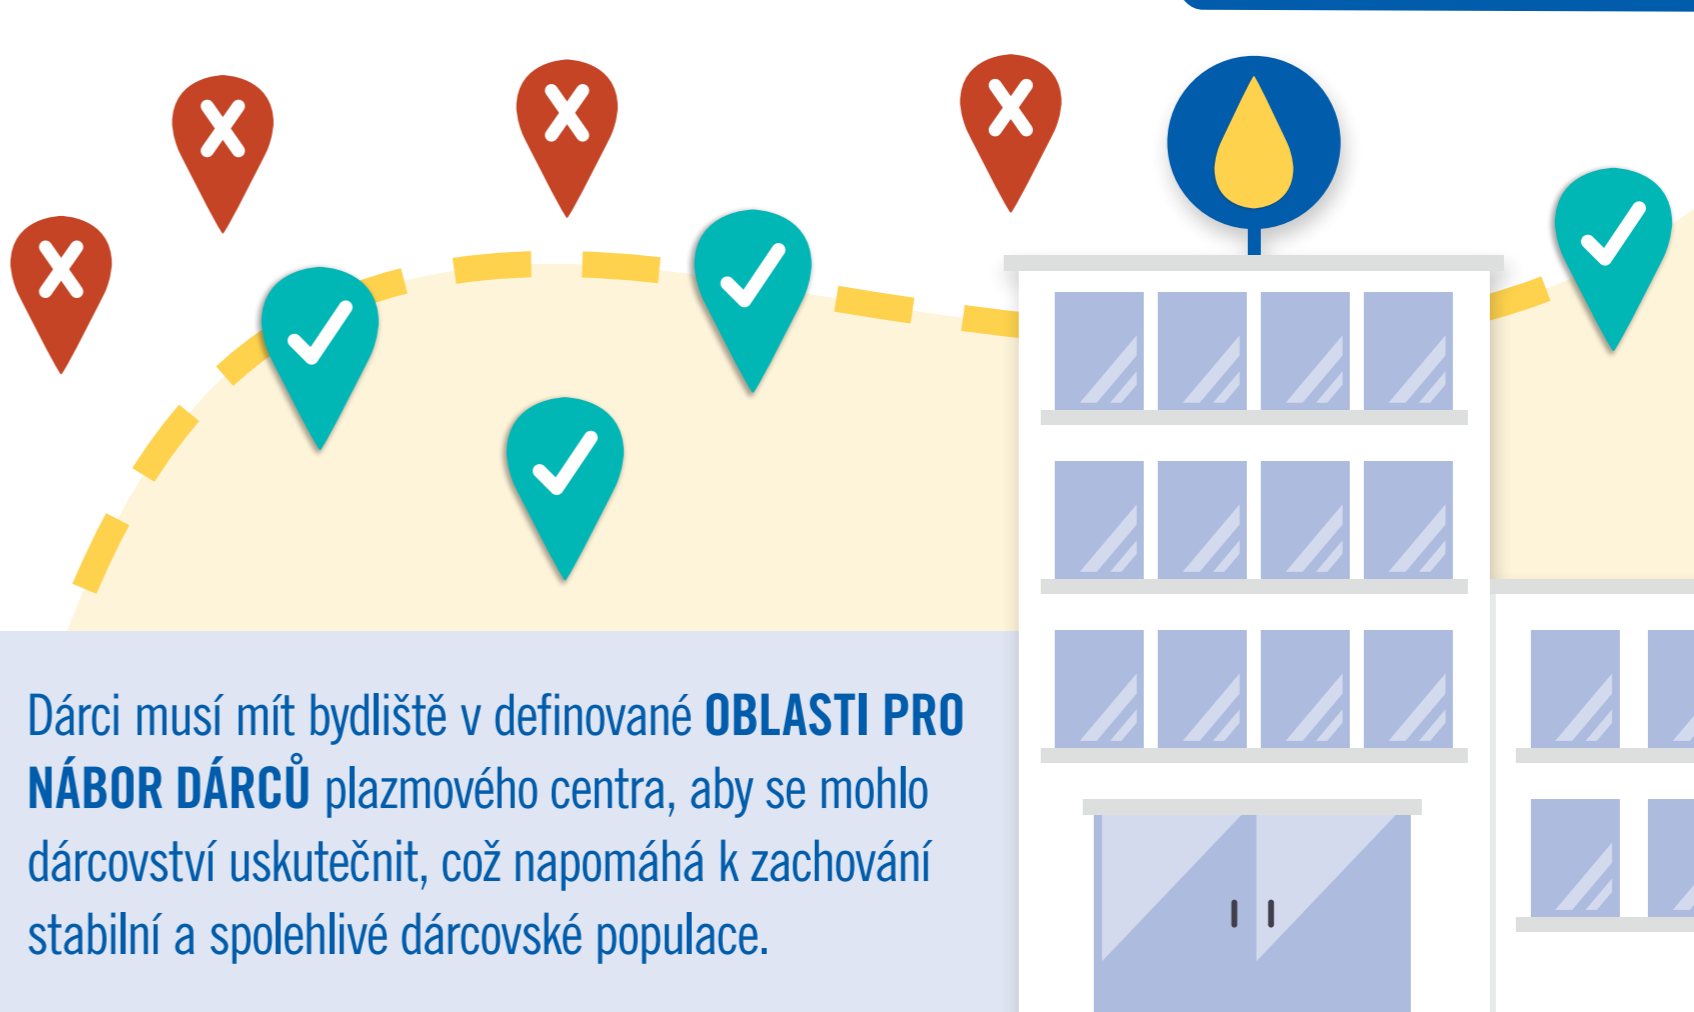 Dárci musí mít bydliště v definované OBLASTI PRO
NÁBOR DÁRCŮ plazmového centra, aby se mohlo
dárcovství uskutečnit, což napomáhá k zachování
stabilní a spolehlivé dárcovské populace.